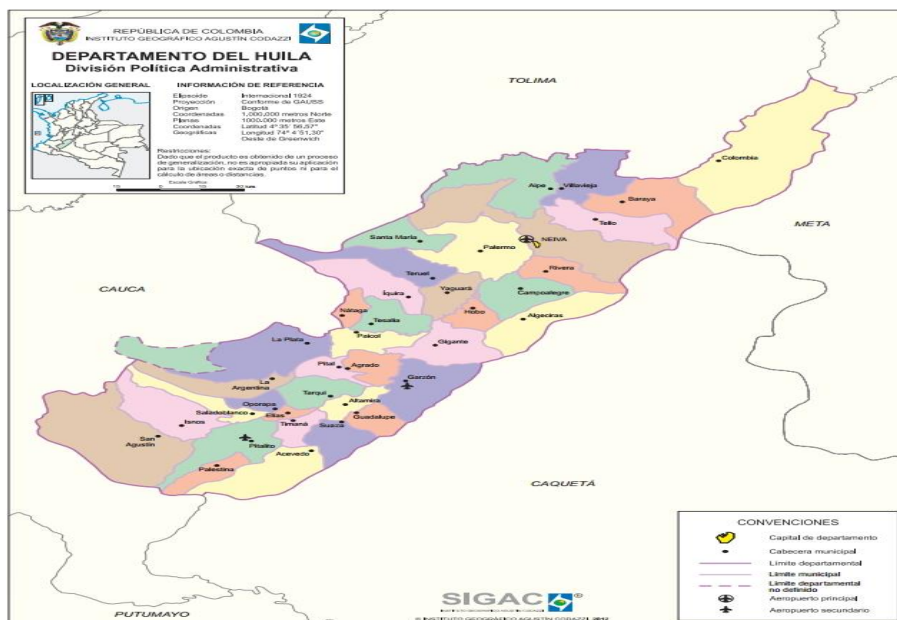 REPÚBLICA DE COLOMBIA
INSTITUTO GEOGRÁFICO AGUSTÍN CODAZZI
DEPARTAMENTO DEL HUILA
División Política Administrativa
LOCALIZACIÓN GENERAL
INFORMACIÓN DE REFERENCIA
Elipsoide Internacional 1924
Proyección Conforme de GAUSS
Origen Bogotá
Coordenadas 1,000,000 metros Norte
Planas 1000,000 metros Este
Coordenadas Latitud 4° 35' 56,57"
Geográficas Longitud 74° 4' 51,30"
Oeste de Greenwich
Restricciones:
Dado que el producto es obtenido de un proceso
de generalización, no es apropiada su aplicación
para la ubicación exacta de puntos ni para el
cálculo de áreas o distancias.
Escala Gráfica
TOLIMA
Colombia
Aipe
Villavieja
Baraya
Tello
META
Santa María
Palermo
NEIVA
Teruel
Rivera
CAUCA
Íquira
Yaguará
Campoalegre
Nátaga
Tesalia
Hobo
Algeciras
Paicol
La Plata
Gigante
Pital
Agrado
La
Argentina
Garzón
Tarqui
Oporapa
Altamira
Saladoblanco
Elías
Guadalupe
Isnos
Timaná
Suaza
San
Agustín
Pitalito
Acevedo
Palestina
CAQUETÁ
PUTUMAYO
CONVENCIONES
Capital de departamento
Cabecera municipal
Límite departamental
Límite municipal
Límite departamental
no definido
Aeropuerto principal
Aeropuerto secundario
SIGAC®
© INSTITUTO GEOGRÁFICO AGUSTÍN CODAZZI 2012